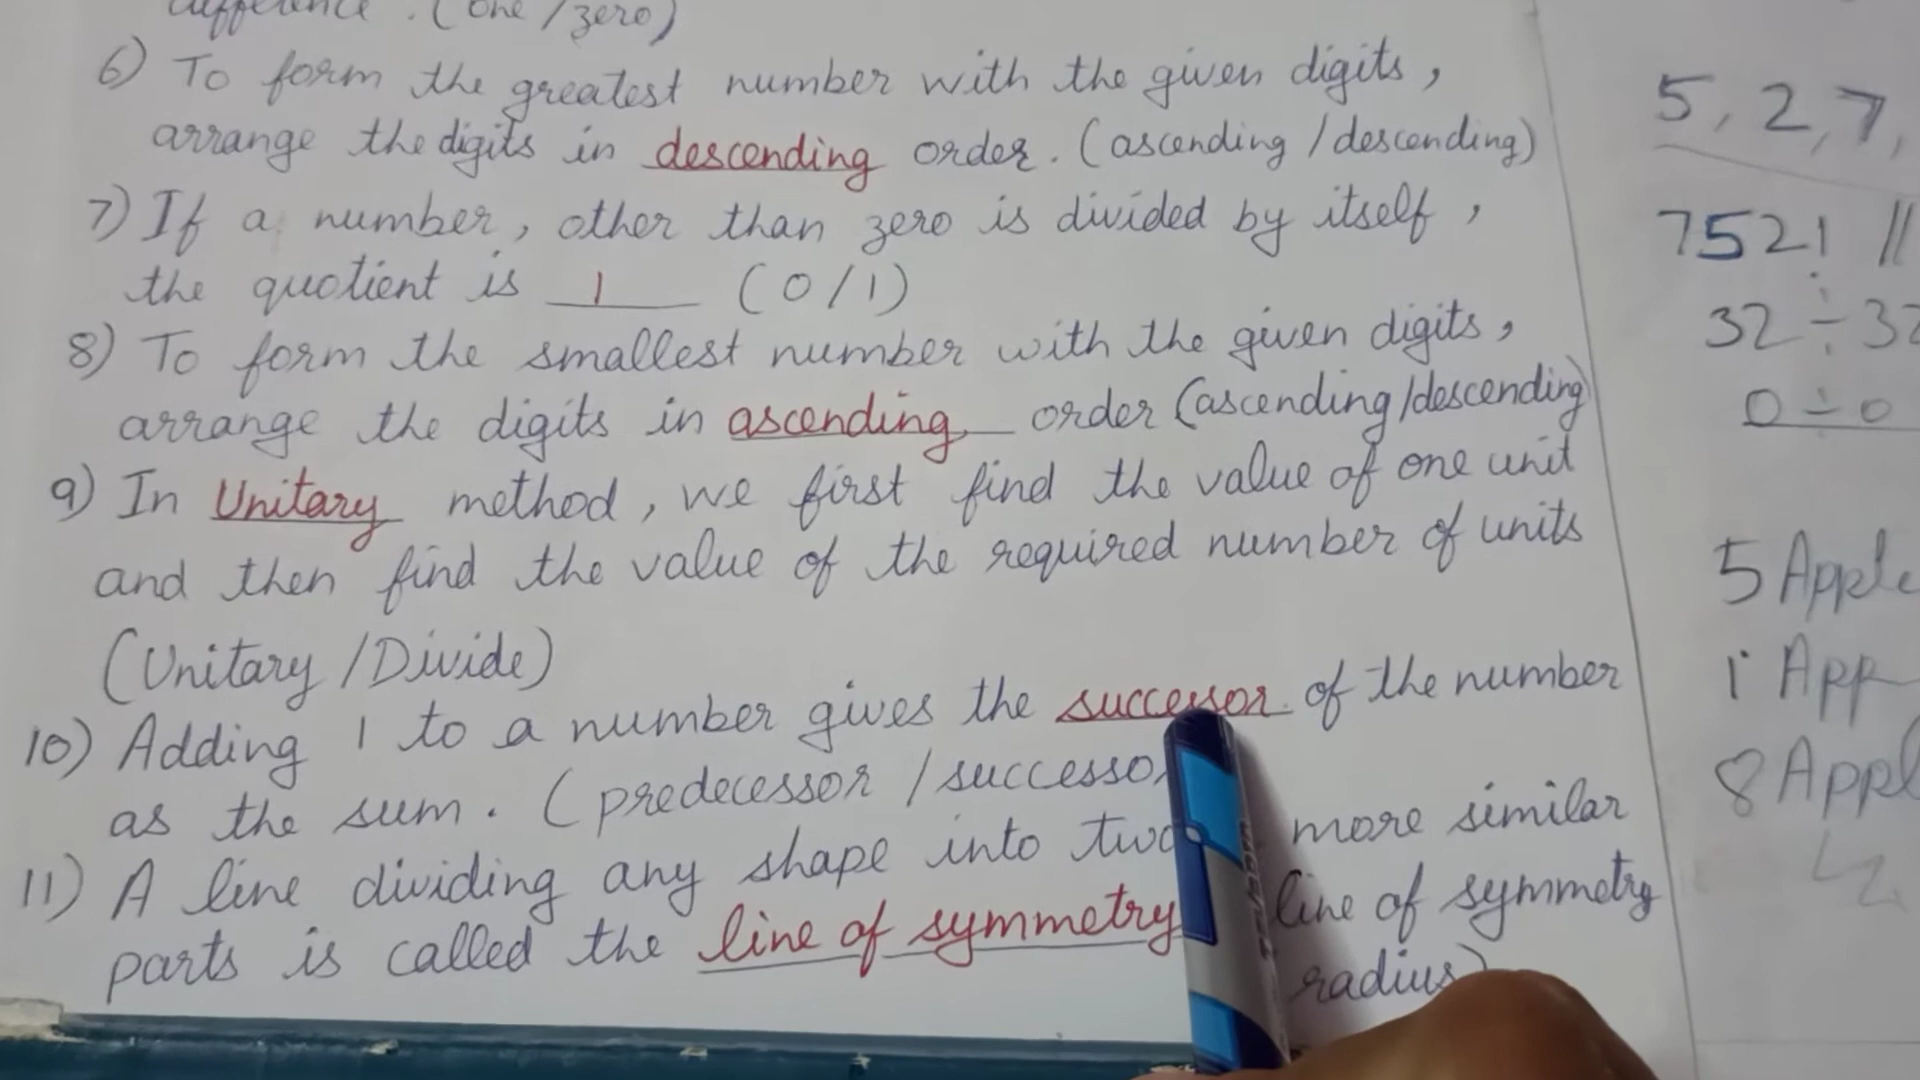 difference. (one/zero)
6) To form the greatest number with the given digits,
arrange the digits in descending order. (ascending/descending)
7) If a number, other than zero is divided by itself,
the quotient is 1 (0/1)
8) To form the smallest number with the given digits,
arrange the digits in ascending order (ascending/descending)
9) In Unitary method, we first find the value of one unit
and then find the value of the required number of units
(Unitary/Divide)
10) Adding 1 to a number gives the successor of the number
as the sum. (predecessor/successor
11) A line dividing any shape into two more similar
parts is called the line of symmetry line of symmetry
radius)
5, 2, 7,
7521 //
32 ÷ 32
0 ÷ 0
5 Apple
1 App
8 Appl